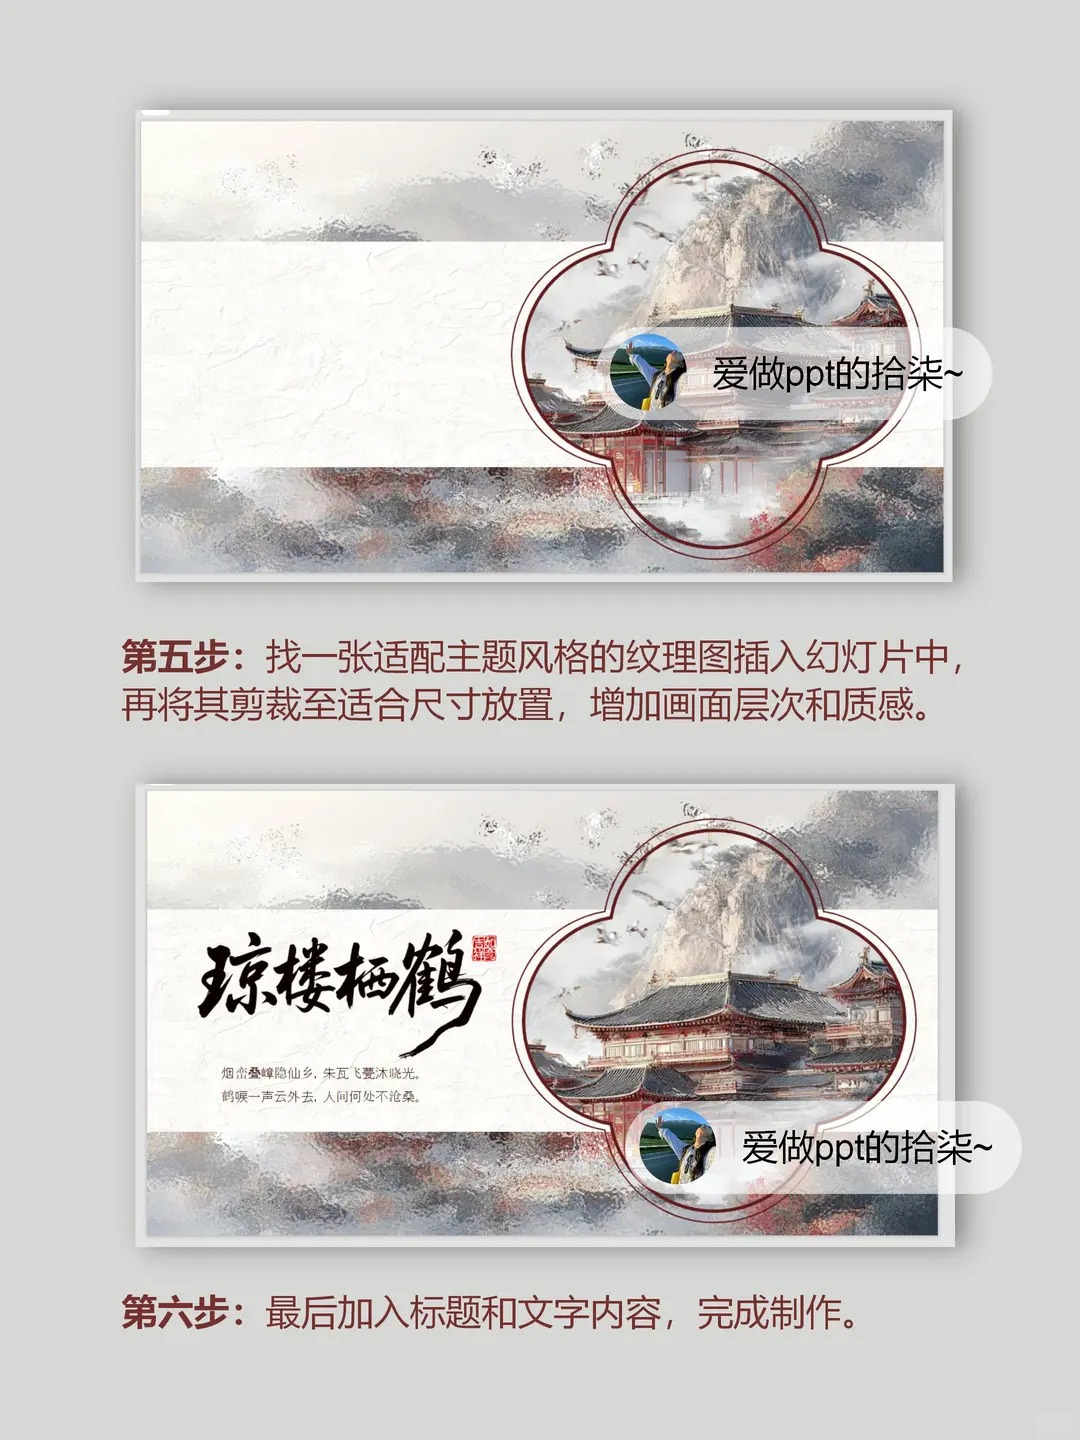 爱做ppt的拾柒~
第五步：找一张适配主题风格的纹理图插入幻灯片中，
再将其剪裁至适合尺寸放置，增加画面层次和质感。
琼楼栖鹤
如意
吉祥
烟峦叠嶂隐仙乡，朱瓦飞甍沐晓光。
鹤唳一声云外去，人间何处不沧桑。
爱做ppt的拾柒~
第六步：最后加入标题和文字内容，完成制作。